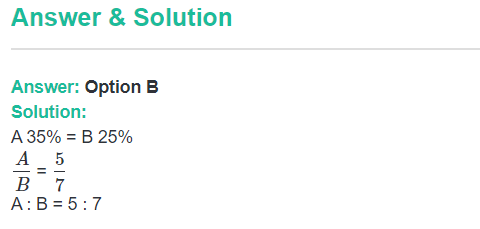 Answer & Solution
Answer: Option B
Solution:
A 35% = B 25%
A/B = 5/7
A : B = 5 : 7